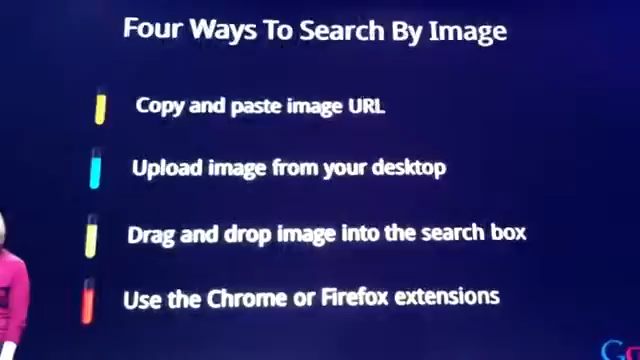 Four Ways To Search By Image
Copy and paste image URL
Upload image from your desktop
Drag and drop image into the search box
Use the Chrome or Firefox extensions
Go